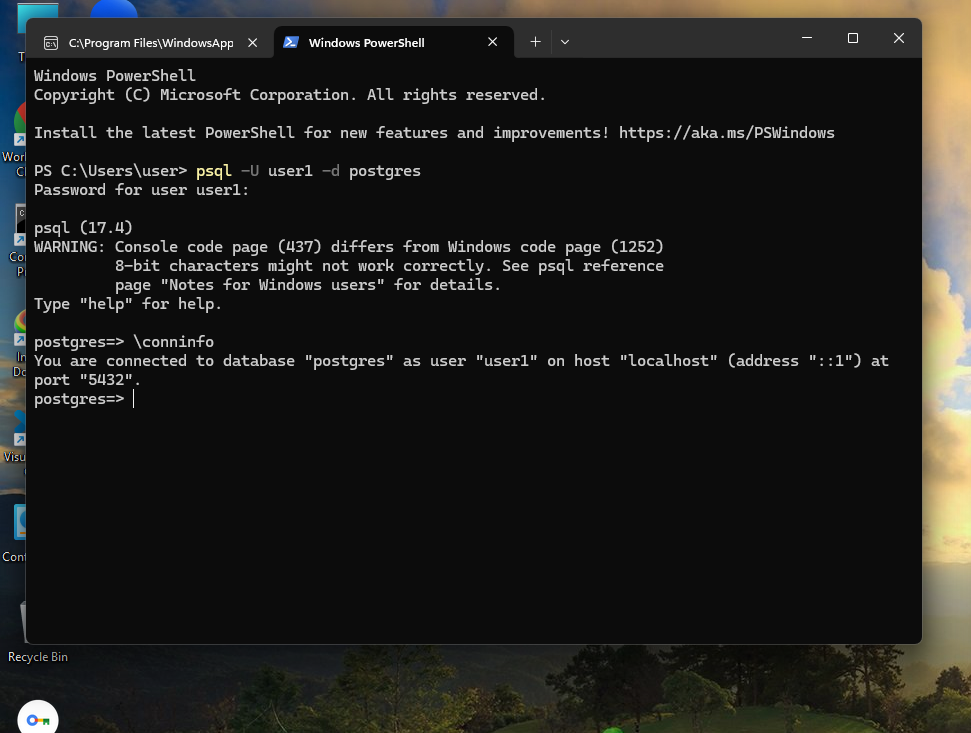 C:\Program Files\WindowsApp
Windows PowerShell
Windows PowerShell
Copyright (C) Microsoft Corporation. All rights reserved.
Install the latest PowerShell for new features and improvements! https://aka.ms/PSWindows
PS C:\Users\user> psql -U user1 -d postgres
Password for user user1:
psql (17.4)
WARNING: Console code page (437) differs from Windows code page (1252)
8-bit characters might not work correctly. See psql reference
page "Notes for Windows users" for details.
Type "help" for help.
postgres=> \conninfo
You are connected to database "postgres" as user "user1" on host "localhost" (address "::1") at
port "5432".
postgres=>
Recycle Bin